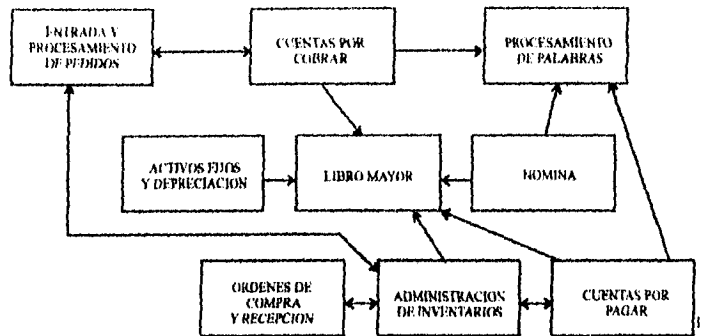 ENTRADA Y
PROCESAMIENTO
DE PEDIDOS
CUENTAS POR
COBRAR
PROCESAMIENTO
DE PALABRAS
ACTIVOS FIJOS
Y DEPRECIACION
LIBRO MAYOR
NOMINA
ORDENES DE
COMPRA
Y RECEPCION
ADMINISTRACION
DE INVENTARIOS
CUENTAS POR
PAGAR